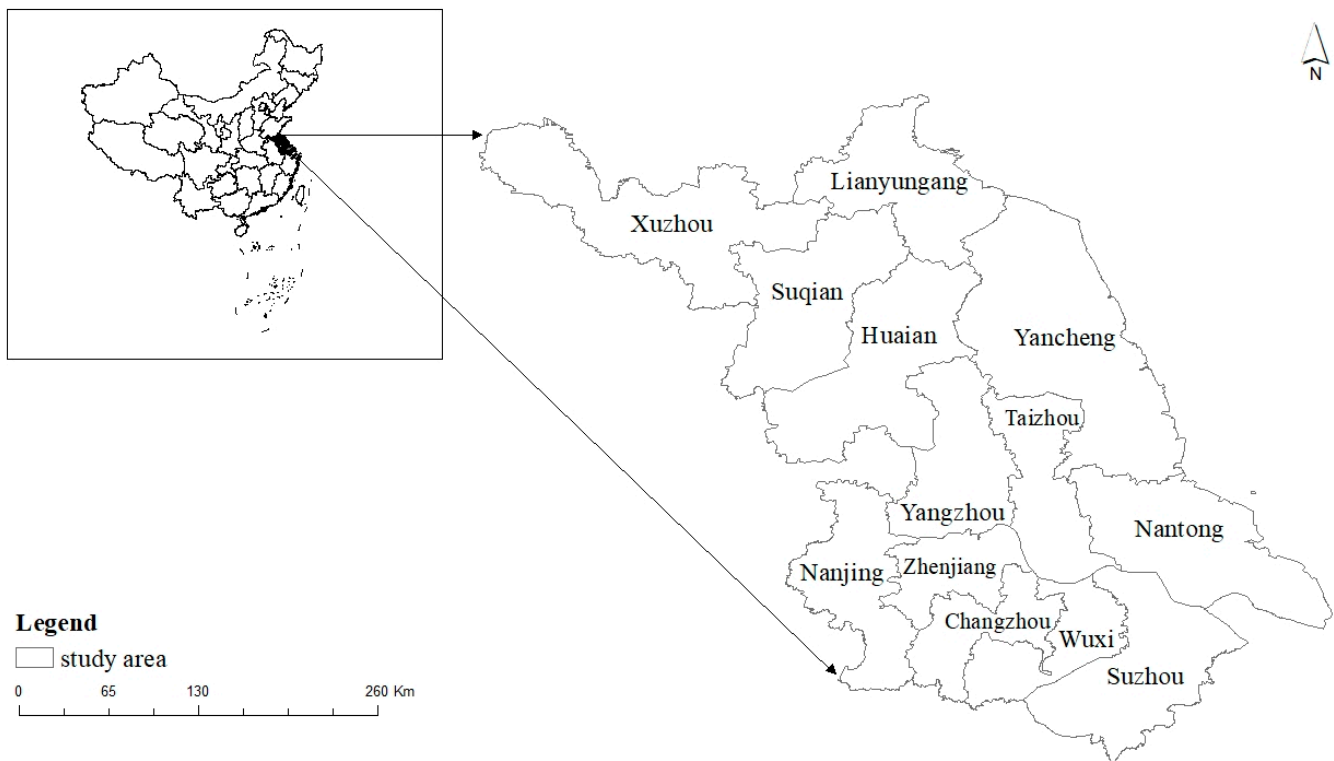 N
Lianyungang
Xuzhou
Suqian
Huaian
Yancheng
Taizhou
Yangzhou
Nantong
Nanjing
Zhenjiang
Changzhou
Wuxi
Suzhou
Legend
study area
0 65 130 260 Km